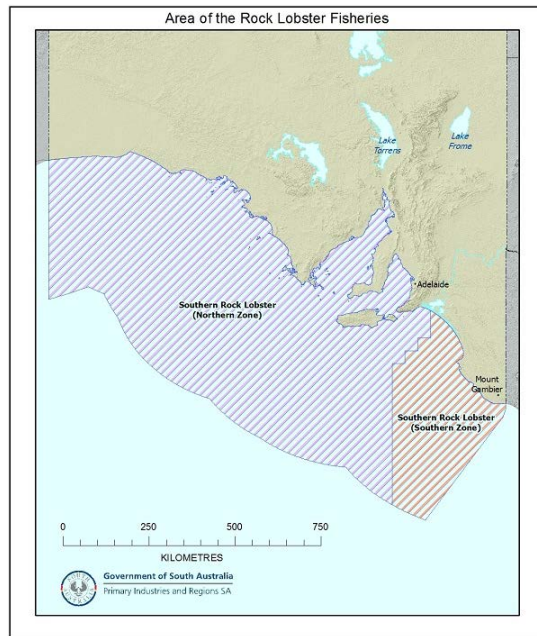 Area of the Rock Lobster Fisheries
Lake
Torrens
Lake
Frome
Adelaide
Southern Rock Lobster
(Northern Zone)
Mount
Gambier
Southern Rock Lobster
(Southern Zone)
0 250 500 750
KILOMETRES
Government of South Australia
Primary Industries and Regions SA